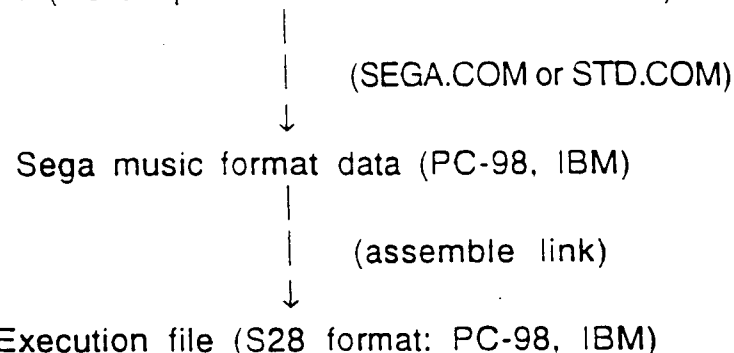 (SEGA.COM or STD.COM)
Sega music format data (PC-98, IBM)
(assemble link)
Execution file (S28 format: PC-98, IBM)